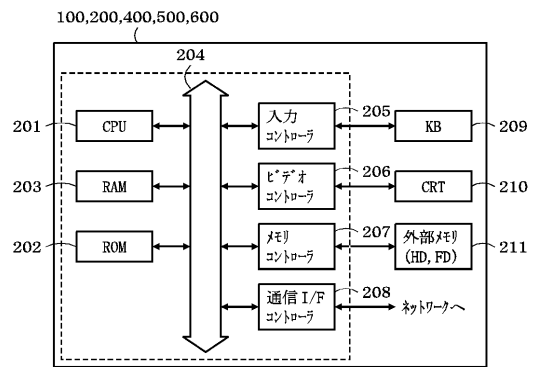 100,200,400,500,600
204
201
CPU
入力
コントローラ
205
KB
209
203
RAM
ビデオ
コントローラ
206
CRT
210
202
ROM
メモリ
コントローラ
207
外部メモリ
(HD, FD)
211
通信 I/F
コントローラ
208
ネットワークへ